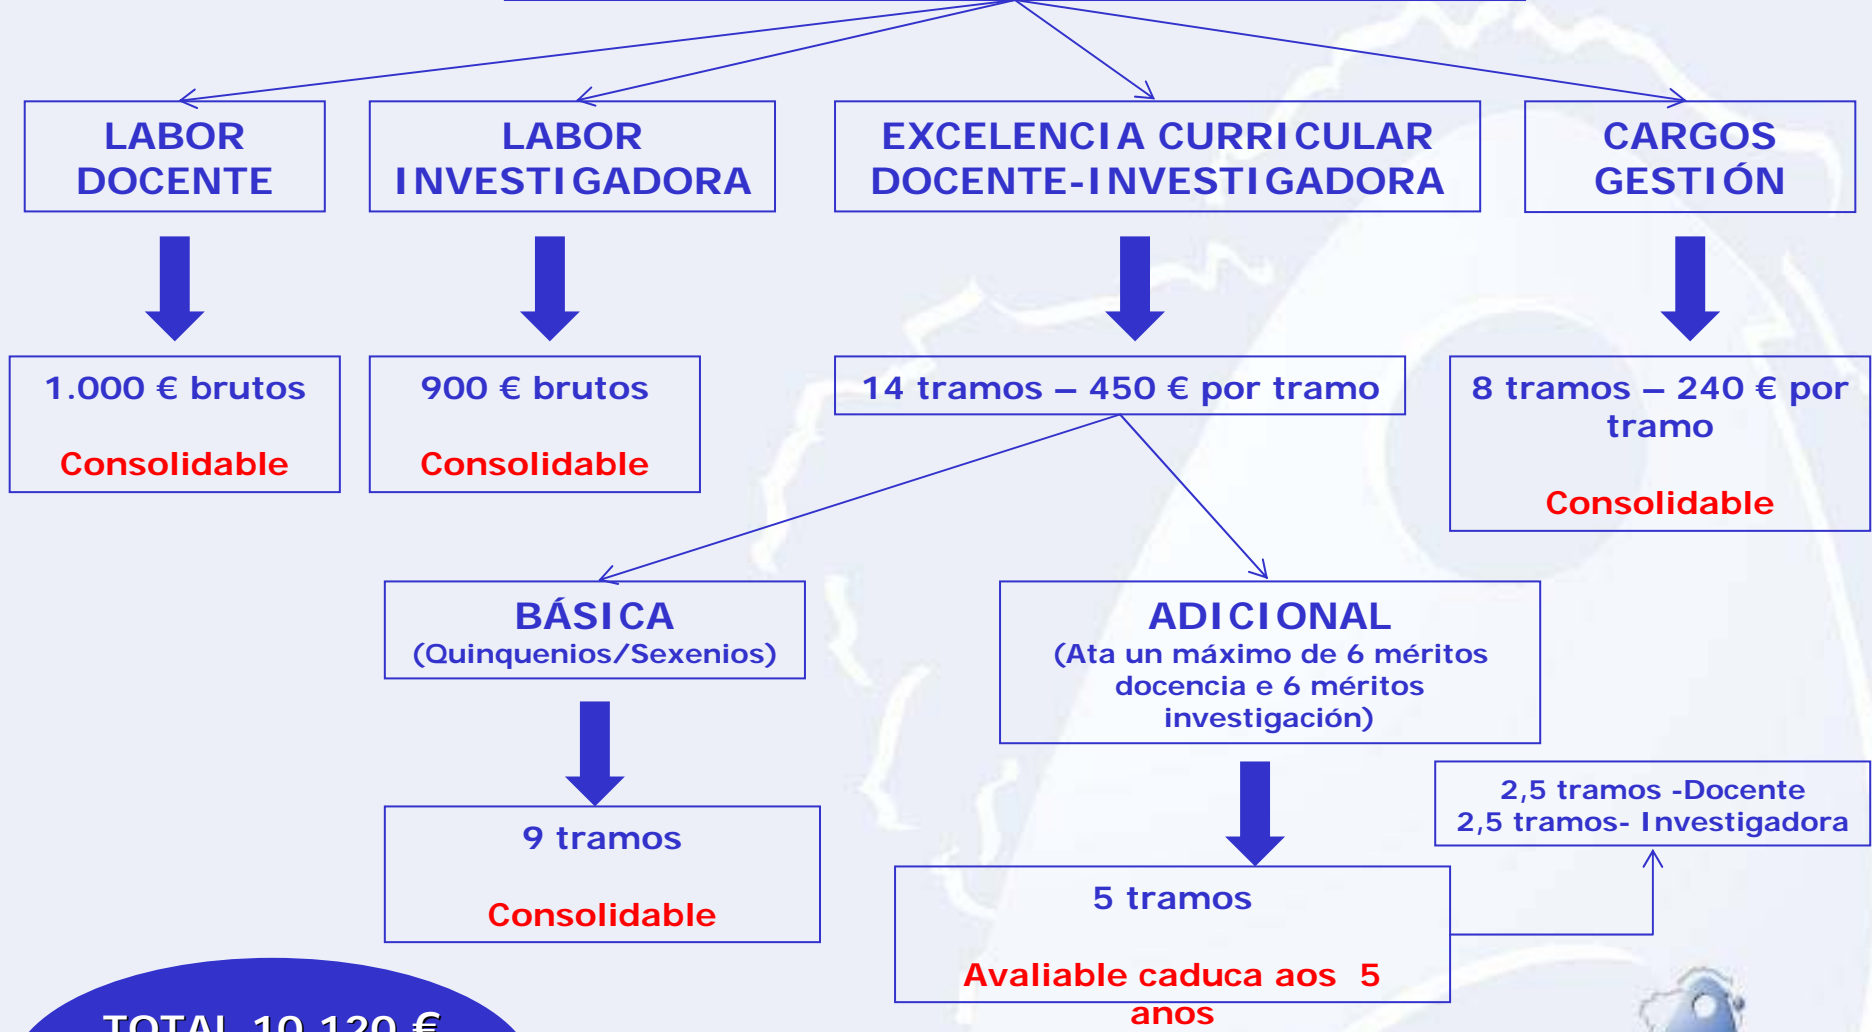 LABOR
DOCENTE
LABOR
INVESTIGADORA
EXCELENCIA CURRICULAR
DOCENTE-INVESTIGADORA
CARGOS
GESTIÓN
1.000 € brutos
Consolidable
900 € brutos
Consolidable
14 tramos – 450 € por tramo
8 tramos – 240 € por
tramo
Consolidable
BÁSICA
(Quinquenios/Sexenios)
ADICIONAL
(Ata un máximo de 6 méritos
docencia e 6 méritos
investigación)
9 tramos
Consolidable
2,5 tramos -Docente
2,5 tramos- Investigadora
5 tramos
Avaliable caduca aos 5
anos
TOTAL 10.120 €